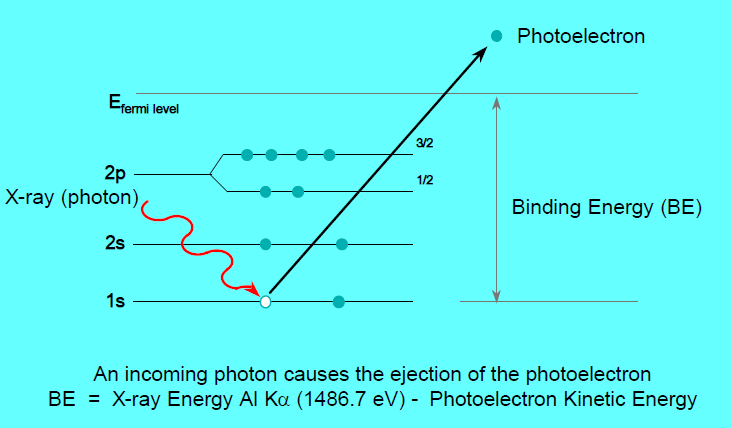 Photoelectron
Efermi level
3/2
2p
1/2
X-ray (photon)
Binding Energy (BE)
2s
1s
An incoming photon causes the ejection of the photoelectron
BE = X-ray Energy Al Kα (1486.7 eV) - Photoelectron Kinetic Energy